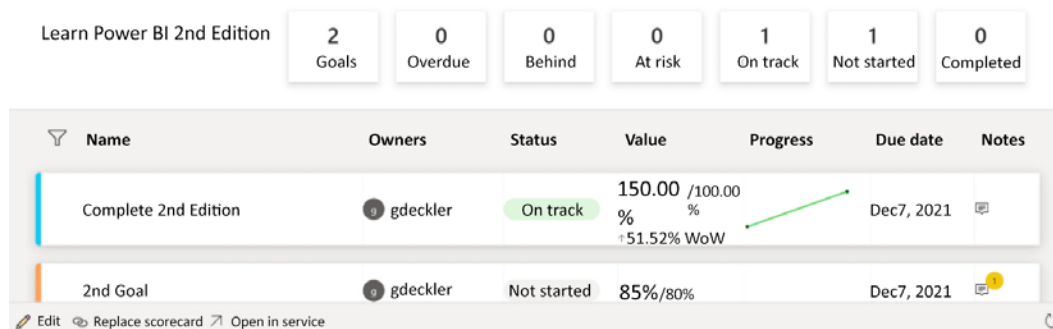 Learn Power BI 2nd Edition
2 0 0 0 1 1 0
Goals Overdue Behind At risk On track Not started Completed
Name Owners Status Value Progress Due date Notes
Complete 2nd Edition g gdeckler On track 150.00 % /100.00 % Dec7, 2021
↑51.52% WoW
2nd Goal g gdeckler Not started 85%/80% Dec7, 2021 1
Edit Replace scorecard Open in service